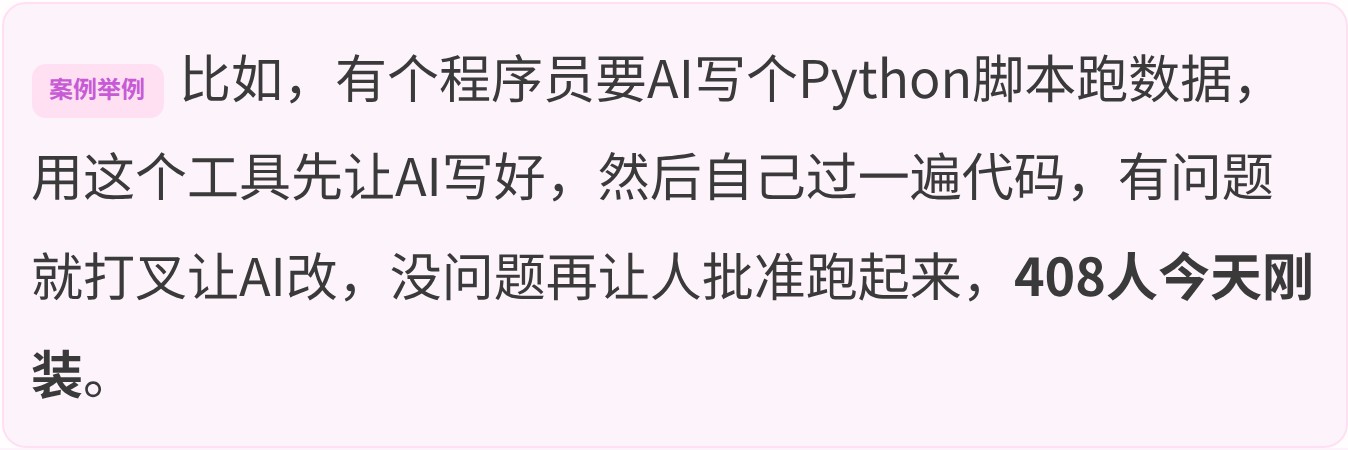 案例举例 比如，有个程序员要AI写个Python脚本跑数据，
用这个工具先让AI写好，然后自己过一遍代码，有问题
就打叉让AI改，没问题再让人批准跑起来，408人今天刚
装。